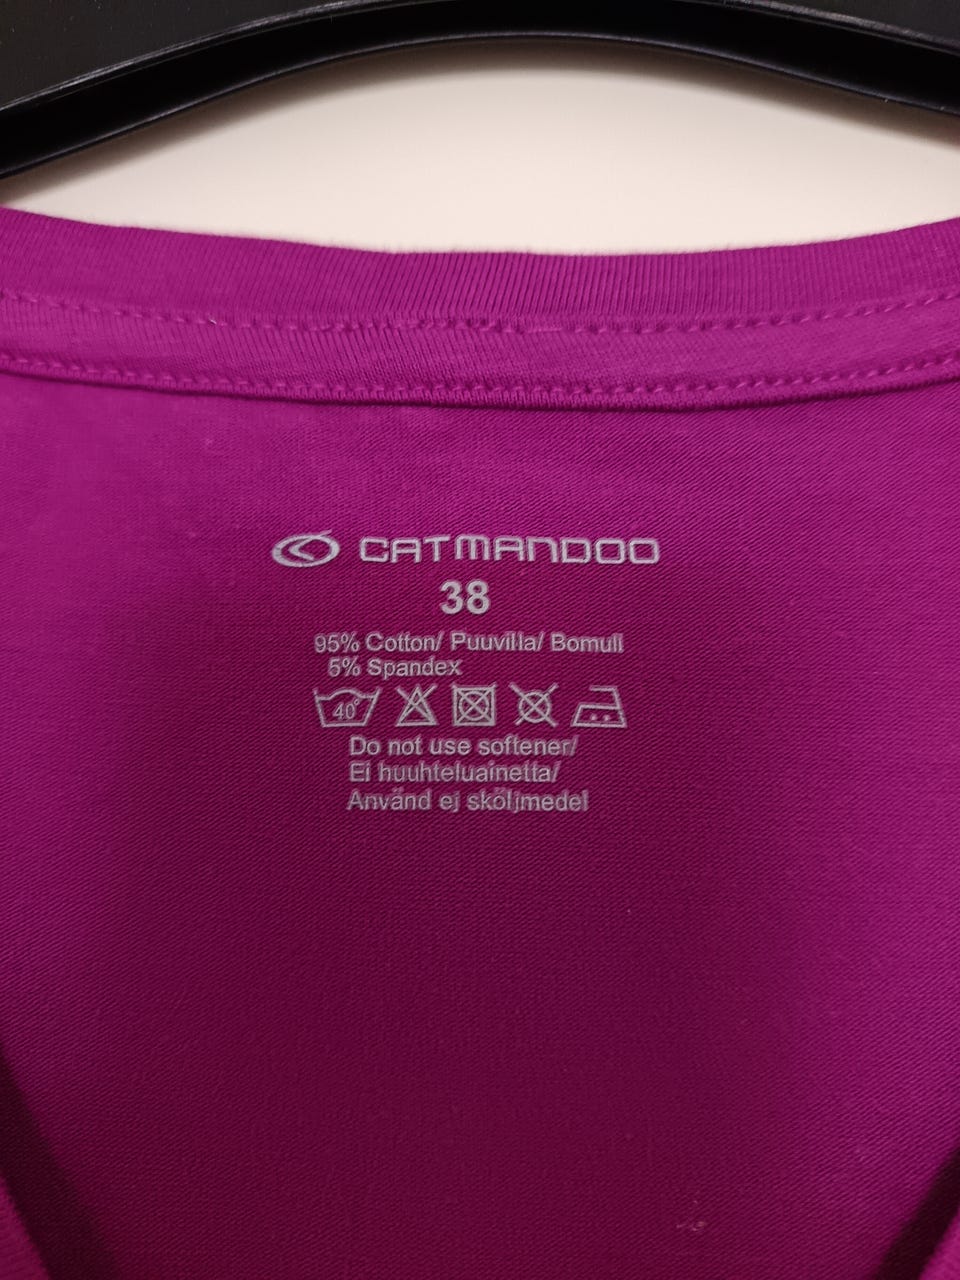 CATMANDOO
38
95% Cotton/ Puuvilla/ Bomull
5% Spandex
40°
Do not use softener/
Ei huuhteluainetta/
Använd ej sköljmedel